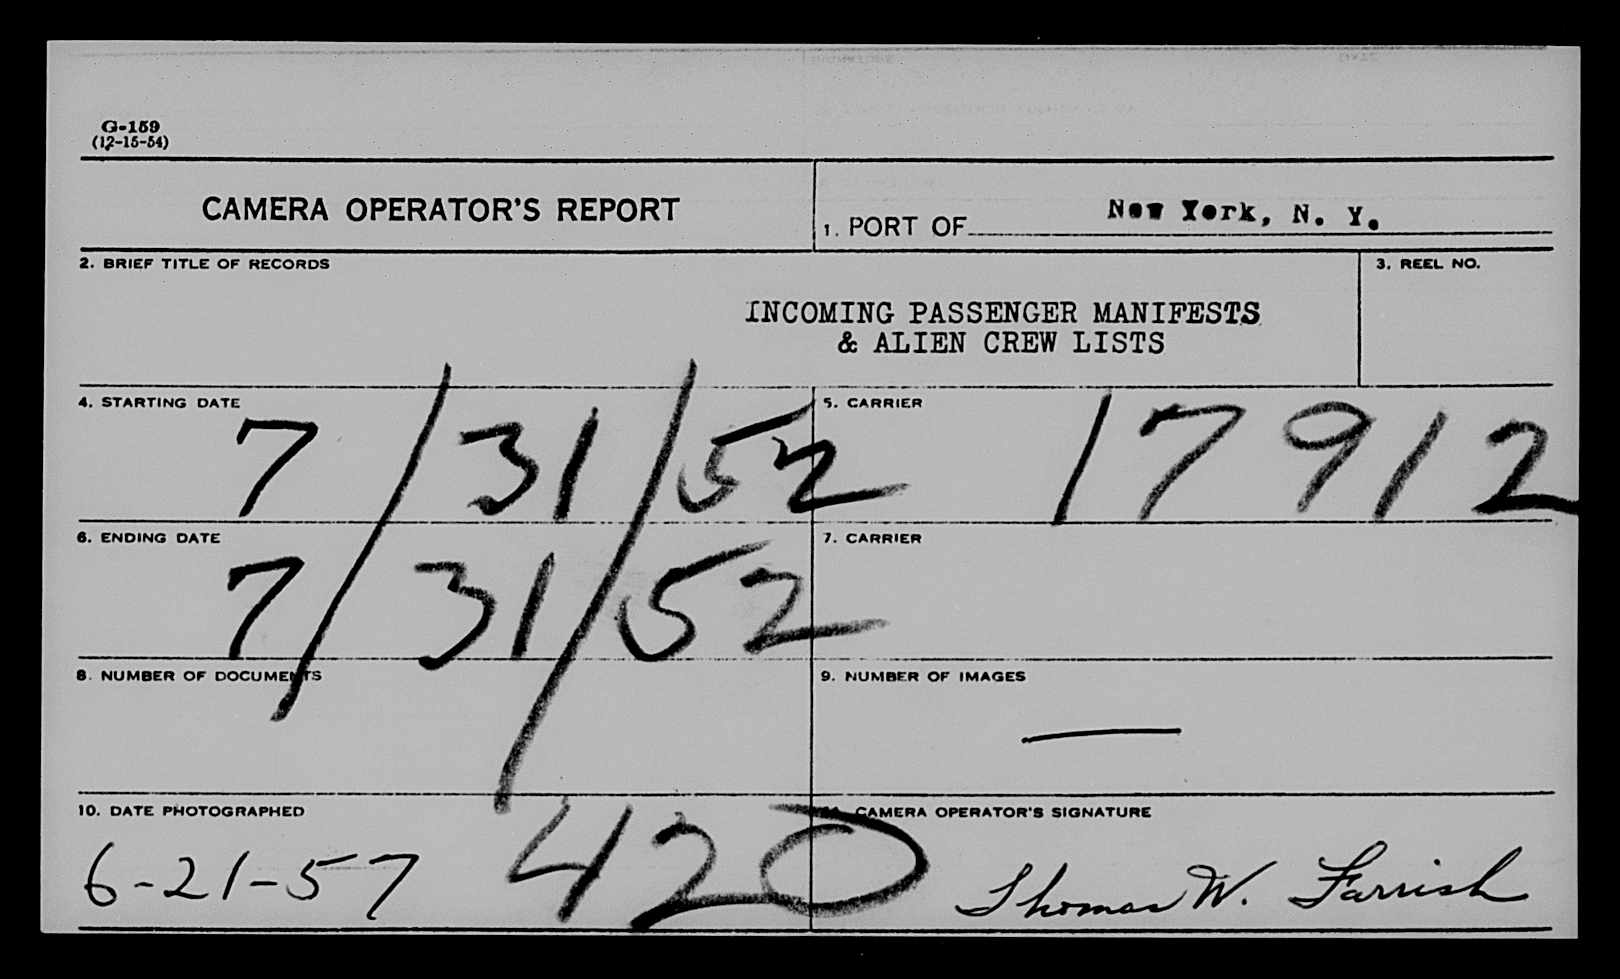 G-159
(12-15-54)
CAMERA OPERATOR'S REPORT
1. PORT OF New York, N. Y.
2. BRIEF TITLE OF RECORDS
3. REEL NO.
INCOMING PASSENGER MANIFESTS
& ALIEN CREW LISTS
4. STARTING DATE
7/31/52
5. CARRIER
17912
6. ENDING DATE
7/31/52
7. CARRIER
8. NUMBER OF DOCUMENTS
9. NUMBER OF IMAGES
—
10. DATE PHOTOGRAPHED
6-21-57
420
CAMERA OPERATOR'S SIGNATURE
Thomas W. Farrish